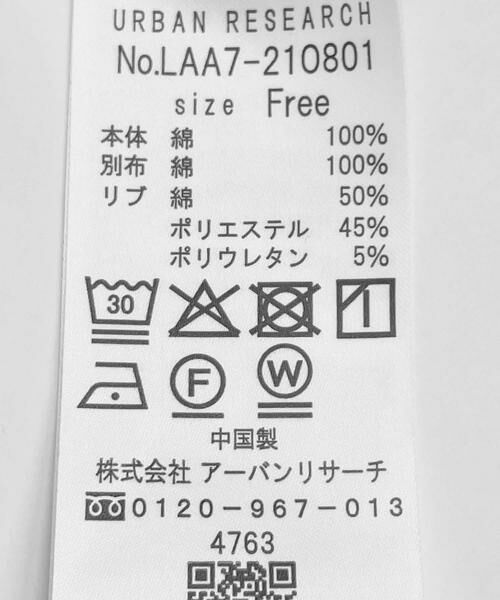 URBAN RESEARCH
No.LAA7-210801
size Free
本体 綿 100%
別布 綿 100%
リブ 綿 50%
ポリエステル 45%
ポリウレタン 5%
30
F W
中国製
株式会社 アーバンリサーチ
0120-967-013
4763